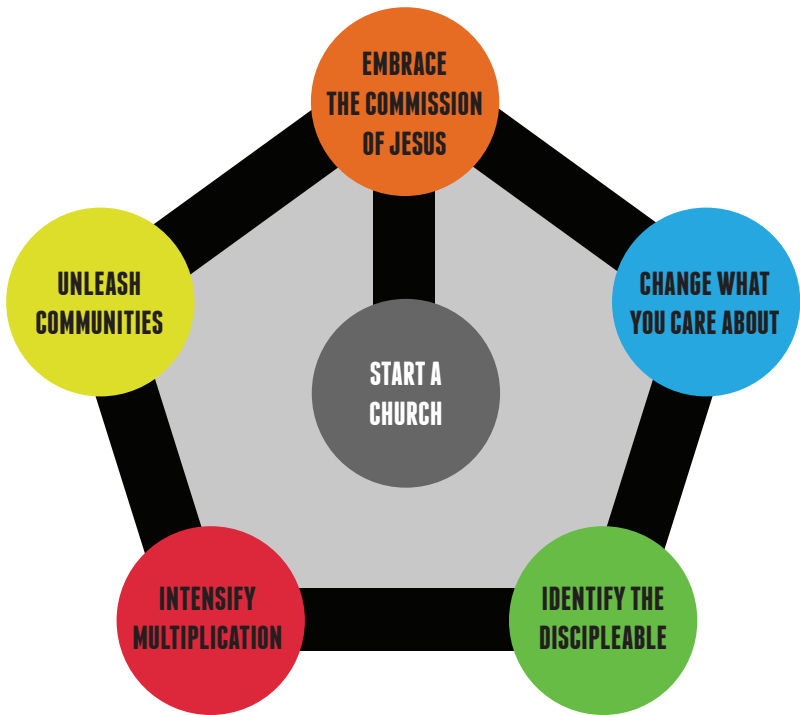 EMBRACE
THE COMMISSION
OF JESUS
CHANGE WHAT
YOU CARE ABOUT
IDENTIFY THE
DISCIPLEABLE
INTENSIFY
MULTIPLICATION
UNLEASH
COMMUNITIES
START A
CHURCH